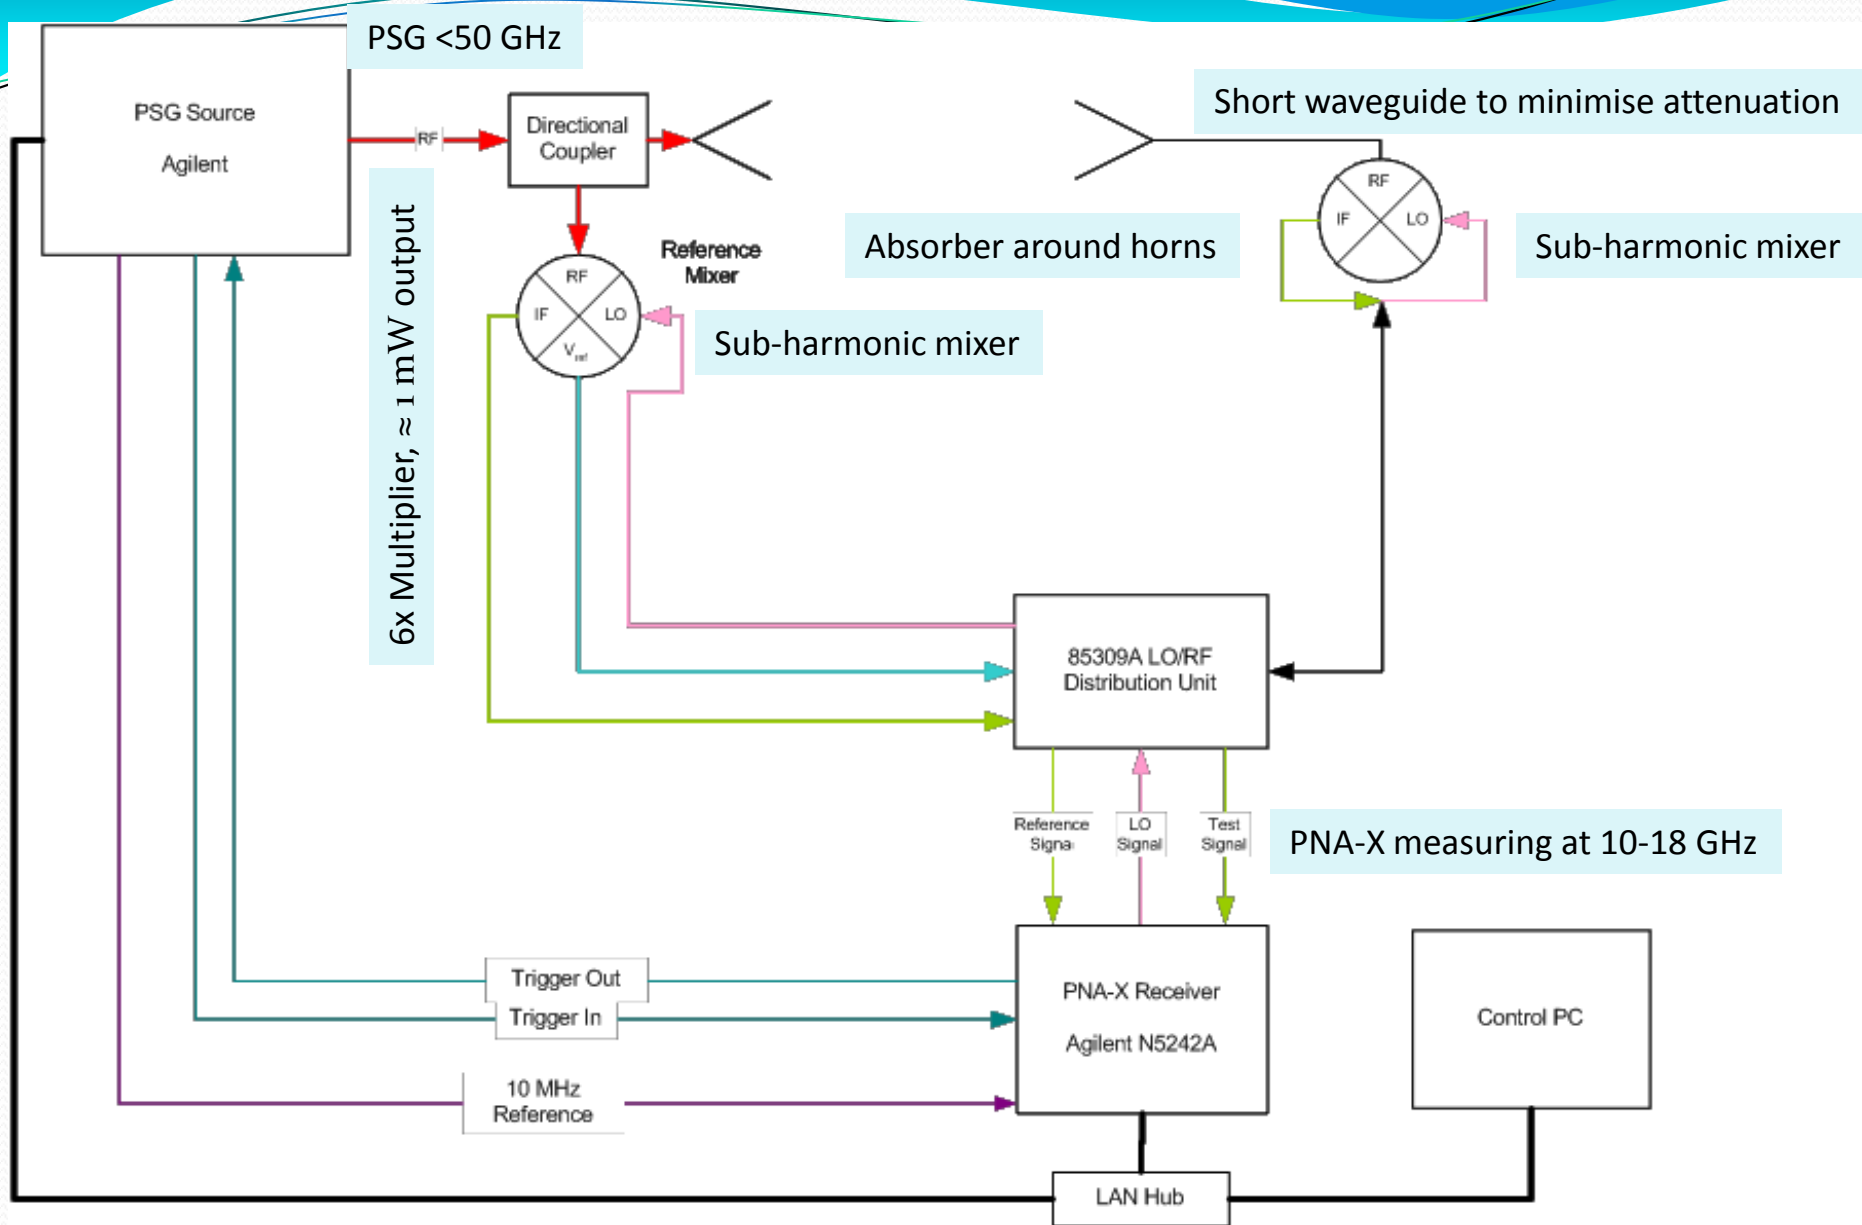 PSG <50 GHz
PSG Source
Agilent
RF
Directional
Coupler
Short waveguide to minimise attenuation
RF
IF
LO
Sub-harmonic mixer
Absorber around horns
Reference
Mixer
RF
IF
LO
Vref
Sub-harmonic mixer
6x Multiplier, ≈ 1 mW output
85309A LO/RF
Distribution Unit
Reference
Signa
LO
Signal
Test
Signal
PNA-X measuring at 10-18 GHz
Trigger Out
Trigger In
10 MHz
Reference
PNA-X Receiver
Agilent N5242A
Control PC
LAN Hub